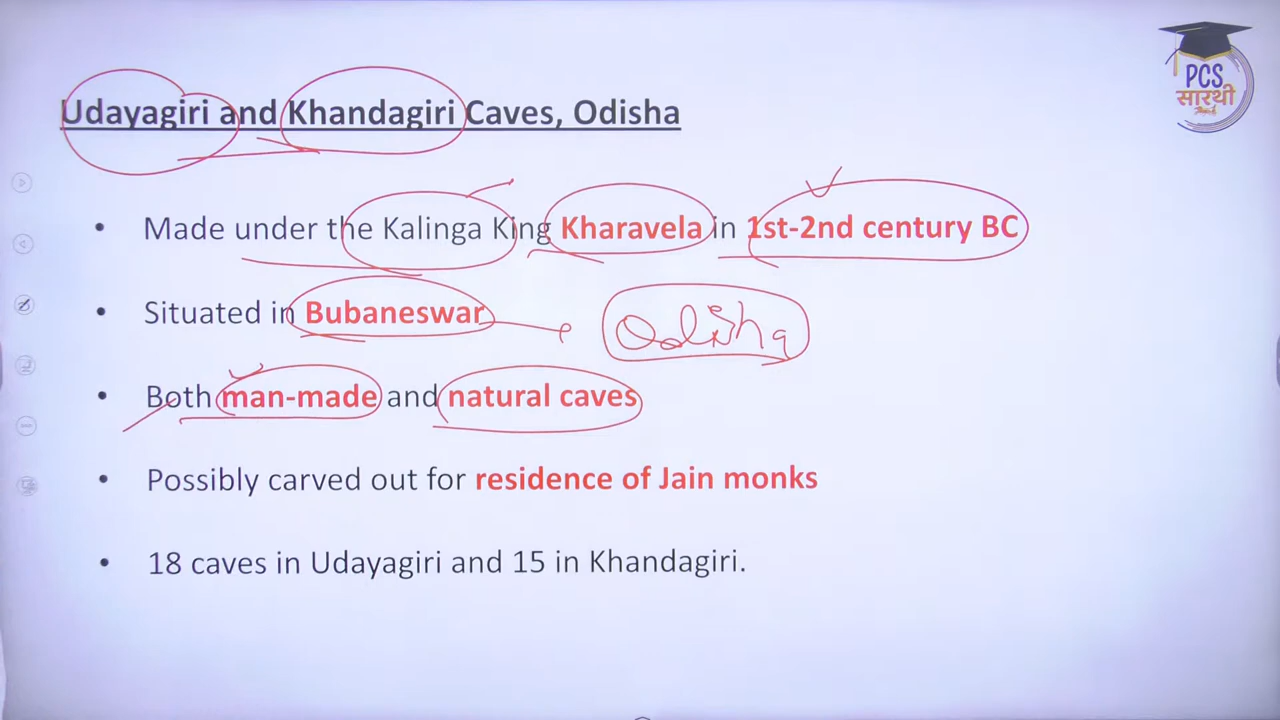 PCS
सारथी
Udayagiri and Khandagiri Caves, Odisha
• Made under the Kalinga King Kharavela in 1st-2nd century BC
• Situated in Bubaneswar
Odisha
• Both man-made and natural caves
• Possibly carved out for residence of Jain monks
• 18 caves in Udayagiri and 15 in Khandagiri.